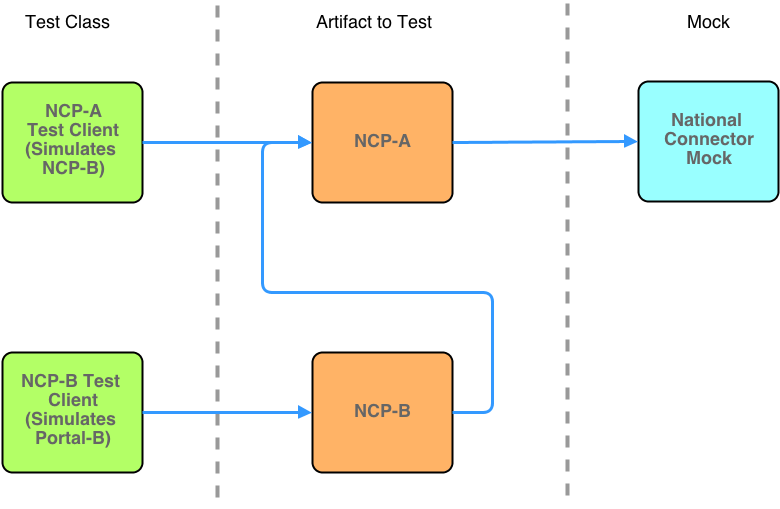 Test Class
Artifact to Test
Mock
NCP-A
Test Client
(Simulates
NCP-B)
NCP-A
National
Connector
Mock
NCP-B Test
Client
(Simulates
Portal-B)
NCP-B